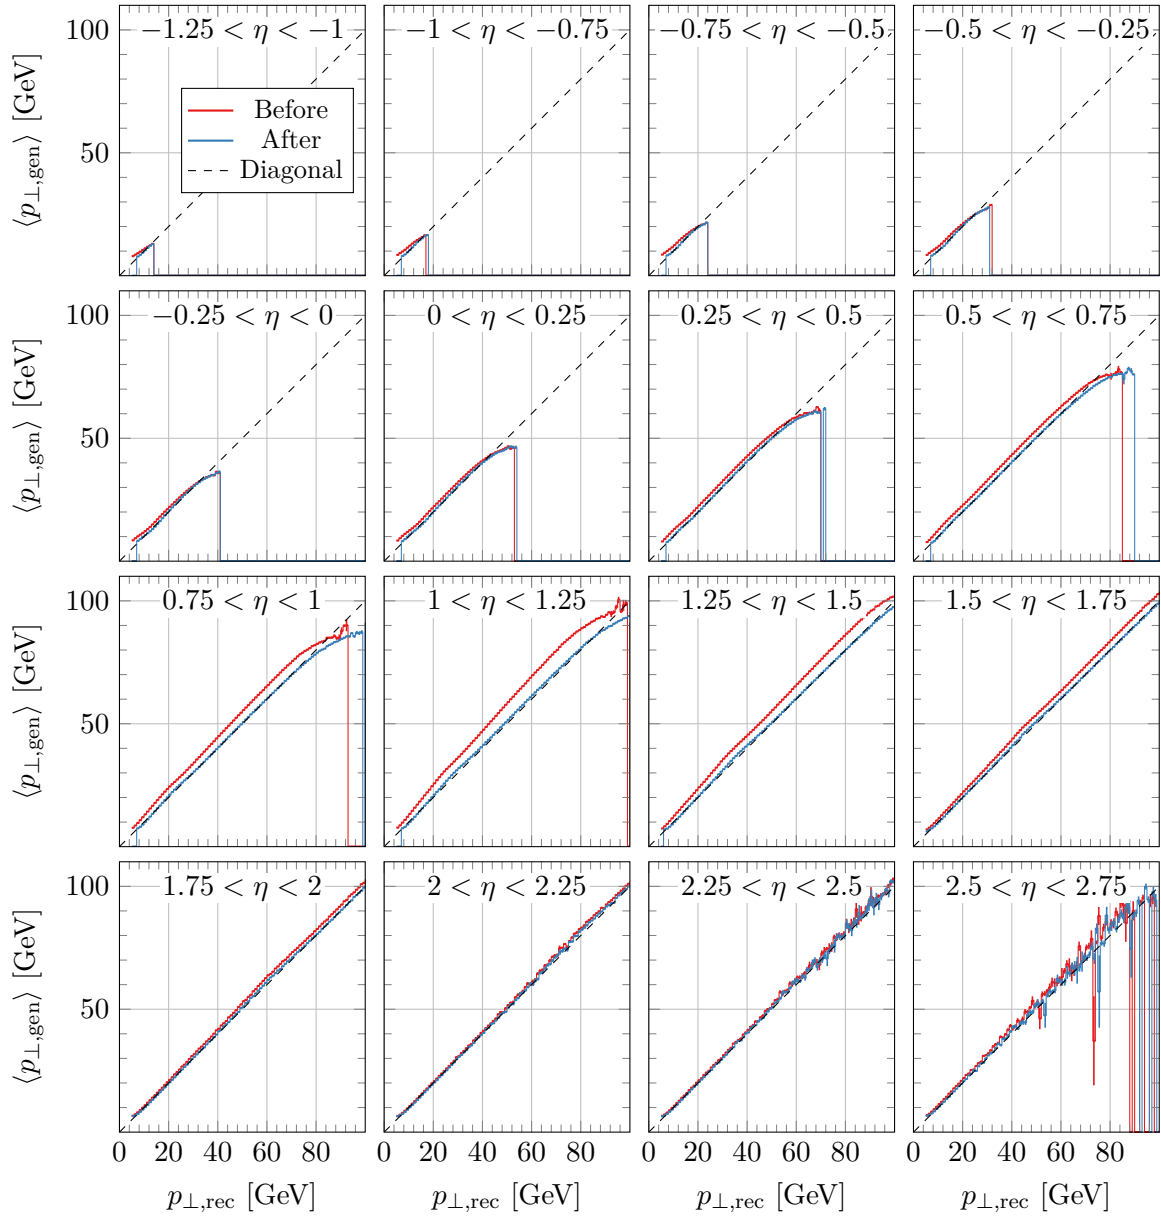 −1.25 < η < −1
−1 < η < −0.75
−0.75 < η < −0.5
−0.5 < η < −0.25
100
50
⟨p⊥,gen⟩ [GeV]
Before
After
Diagonal
−0.25 < η < 0
0 < η < 0.25
0.25 < η < 0.5
0.5 < η < 0.75
100
50
⟨p⊥,gen⟩ [GeV]
0.75 < η < 1
1 < η < 1.25
1.25 < η < 1.5
1.5 < η < 1.75
100
50
⟨p⊥,gen⟩ [GeV]
1.75 < η < 2
2 < η < 2.25
2.25 < η < 2.5
2.5 < η < 2.75
100
50
⟨p⊥,gen⟩ [GeV]
0 20 40 60 80
0 20 40 60 80
0 20 40 60 80
0 20 40 60 80
p⊥,rec [GeV]
p⊥,rec [GeV]
p⊥,rec [GeV]
p⊥,rec [GeV]